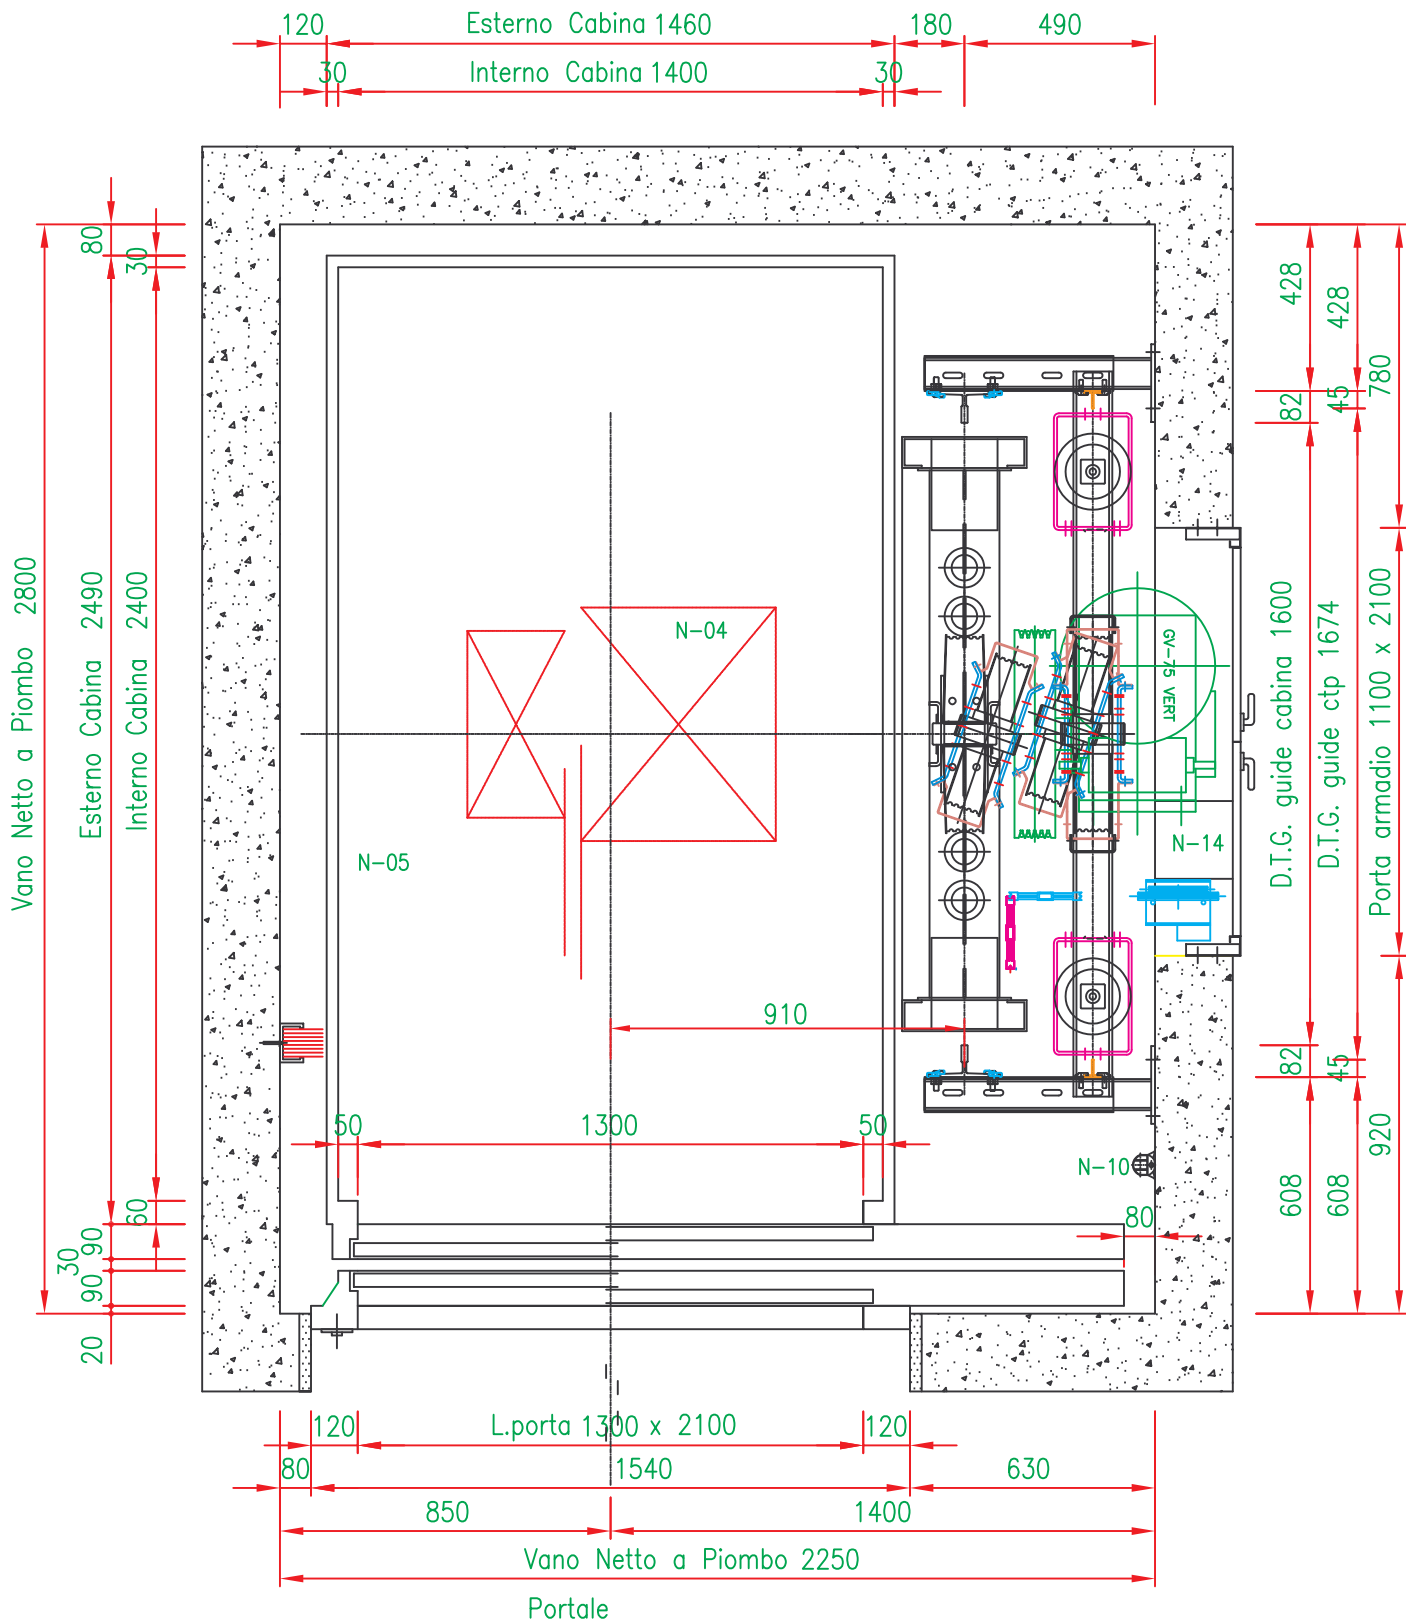 120 Esterno Cabina 1460 180 490
30 Interno Cabina 1400 30
80
30
Vano Netto a Piombo 2800
Esterno Cabina 2490
Interno Cabina 2400
60
90
30
90
20
428
428
780
82
45
D.T.G. guide cabina 1600
D.T.G. guide ctp 1674
Porta armadio 1100 x 2100
82
45
920
608
608
N-04
GV-75 VERT
N-14
N-05
910
50 1300 50
N-10
80
120 L.porta 1300 x 2100 120
80 1540 630
850 1400
Vano Netto a Piombo 2250
Portale